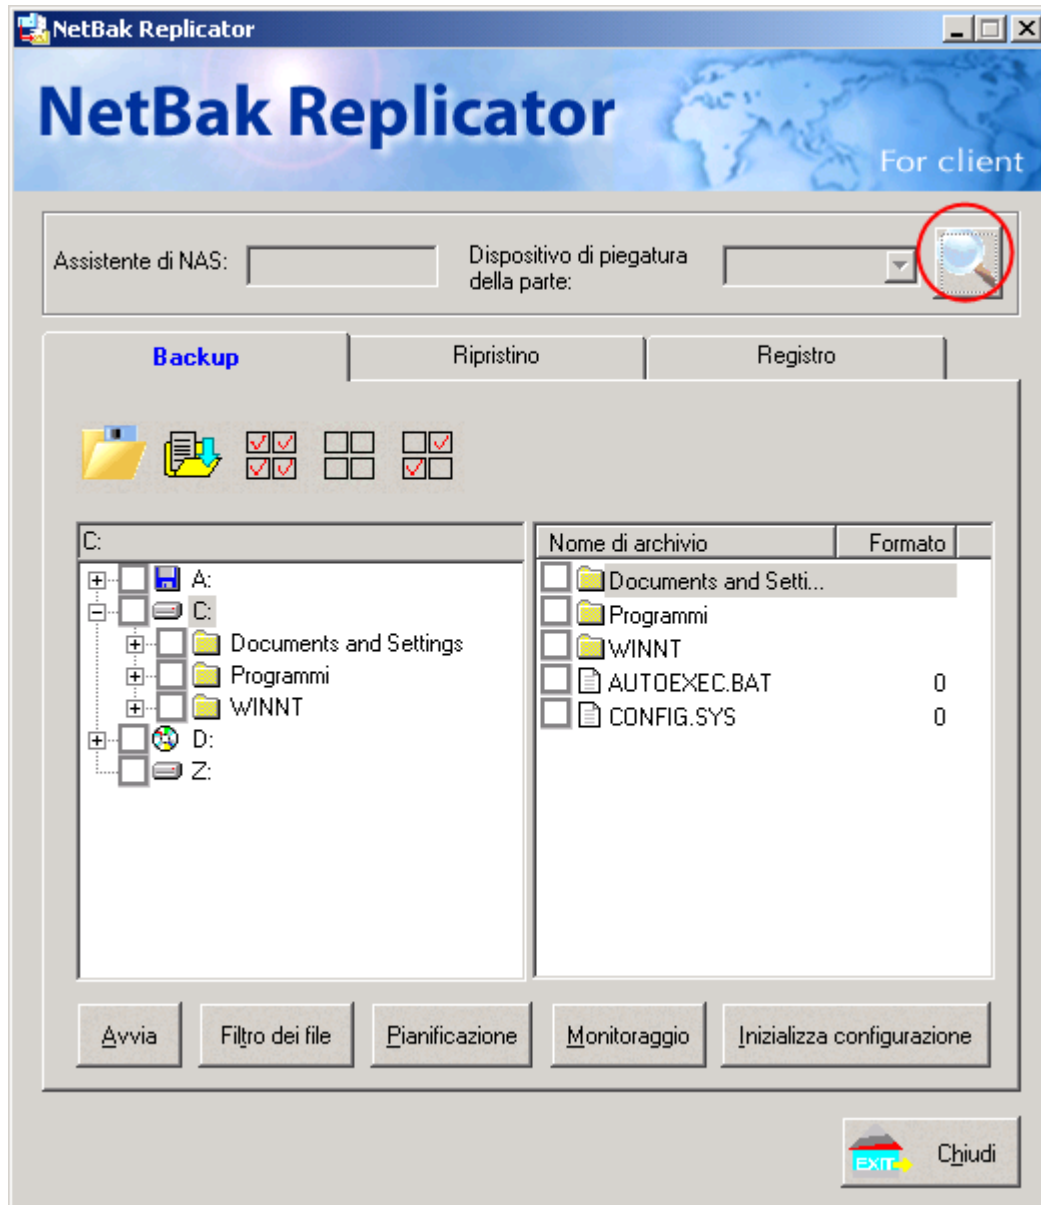 NetBak Replicator
NetBak Replicator
For client
Assistente di NAS:
Dispositivo di piegatura
della parte:
Backup
Ripristino
Registro
C:
A:
C:
Documents and Settings
Programmi
WINNT
D:
Z:
Nome di archivio
Formato
Documents and Setti...
Programmi
WINNT
AUTOEXEC.BAT 0
CONFIG.SYS 0
Avvia
Filtro dei file
Pianificazione
Monitoraggio
Inizializza configurazione
EXIT
Chiudi